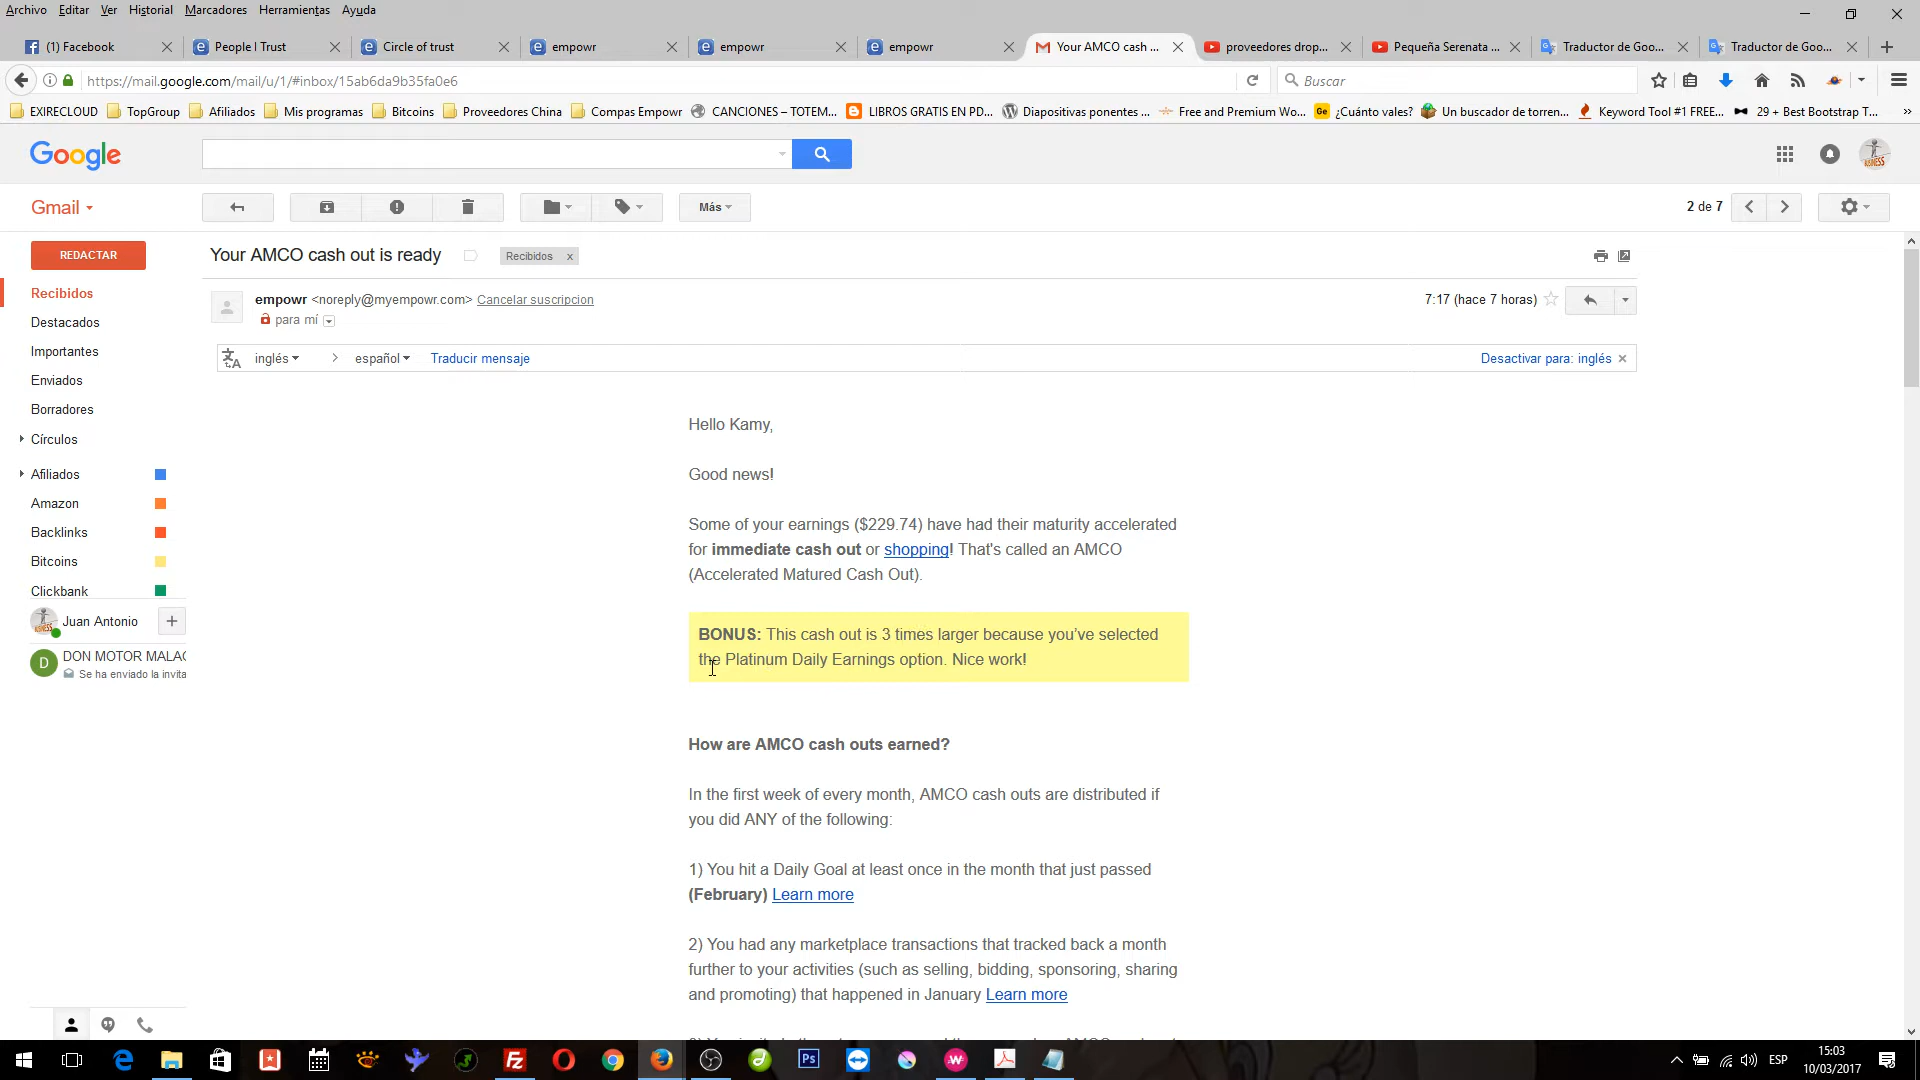 Archivo Editar Ver Historial Marcadores Herramientas Ayuda
(1) Facebook People I Trust Circle of trust empowr empowr empowr Your AMCO cash ... proveedores drop... Pequeña Serenata ... Traductor de Goo... Traductor de Goo...
https://mail.google.com/mail/u/1/#inbox/15ab6da9b35fa0e6 Buscar
EXIRECLOUD TopGroup Afiliados Mis programas Bitcoins Proveedores China Compas Empowr CANCIONES – TOTEM... LIBROS GRATIS EN PD... Diapositivas ponentes ... Free and Premium Wo... Ge ¿Cuánto vales? Un buscador de torren... Keyword Tool #1 FREE... 29 + Best Bootstrap T... »
Google
Gmail Más 2 de 7
REDACTAR
Your AMCO cash out is ready Recibidos x
Recibidos
empowr <noreply@myempowr.com> Cancelar suscripcion 7:17 (hace 7 horas)
para mí
Destacados
Importantes
inglés > español Traducir mensaje Desactivar para: inglés ×
Enviados
Borradores
Círculos
Afiliados
Amazon
Backlinks
Bitcoins
Clickbank
Juan Antonio +
D DON MOTOR MALAC
Se ha enviado la invita
Hello Kamy,
Good news!
Some of your earnings ($229.74) have had their maturity accelerated
for immediate cash out or shopping! That's called an AMCO
(Accelerated Matured Cash Out).
BONUS: This cash out is 3 times larger because you've selected
the Platinum Daily Earnings option. Nice work!
How are AMCO cash outs earned?
In the first week of every month, AMCO cash outs are distributed if
you did ANY of the following:
1) You hit a Daily Goal at least once in the month that just passed
(February) Learn more
2) You had any marketplace transactions that tracked back a month
further to your activities (such as selling, bidding, sponsoring, sharing
and promoting) that happened in January Learn more
ESP 15:03
10/03/2017